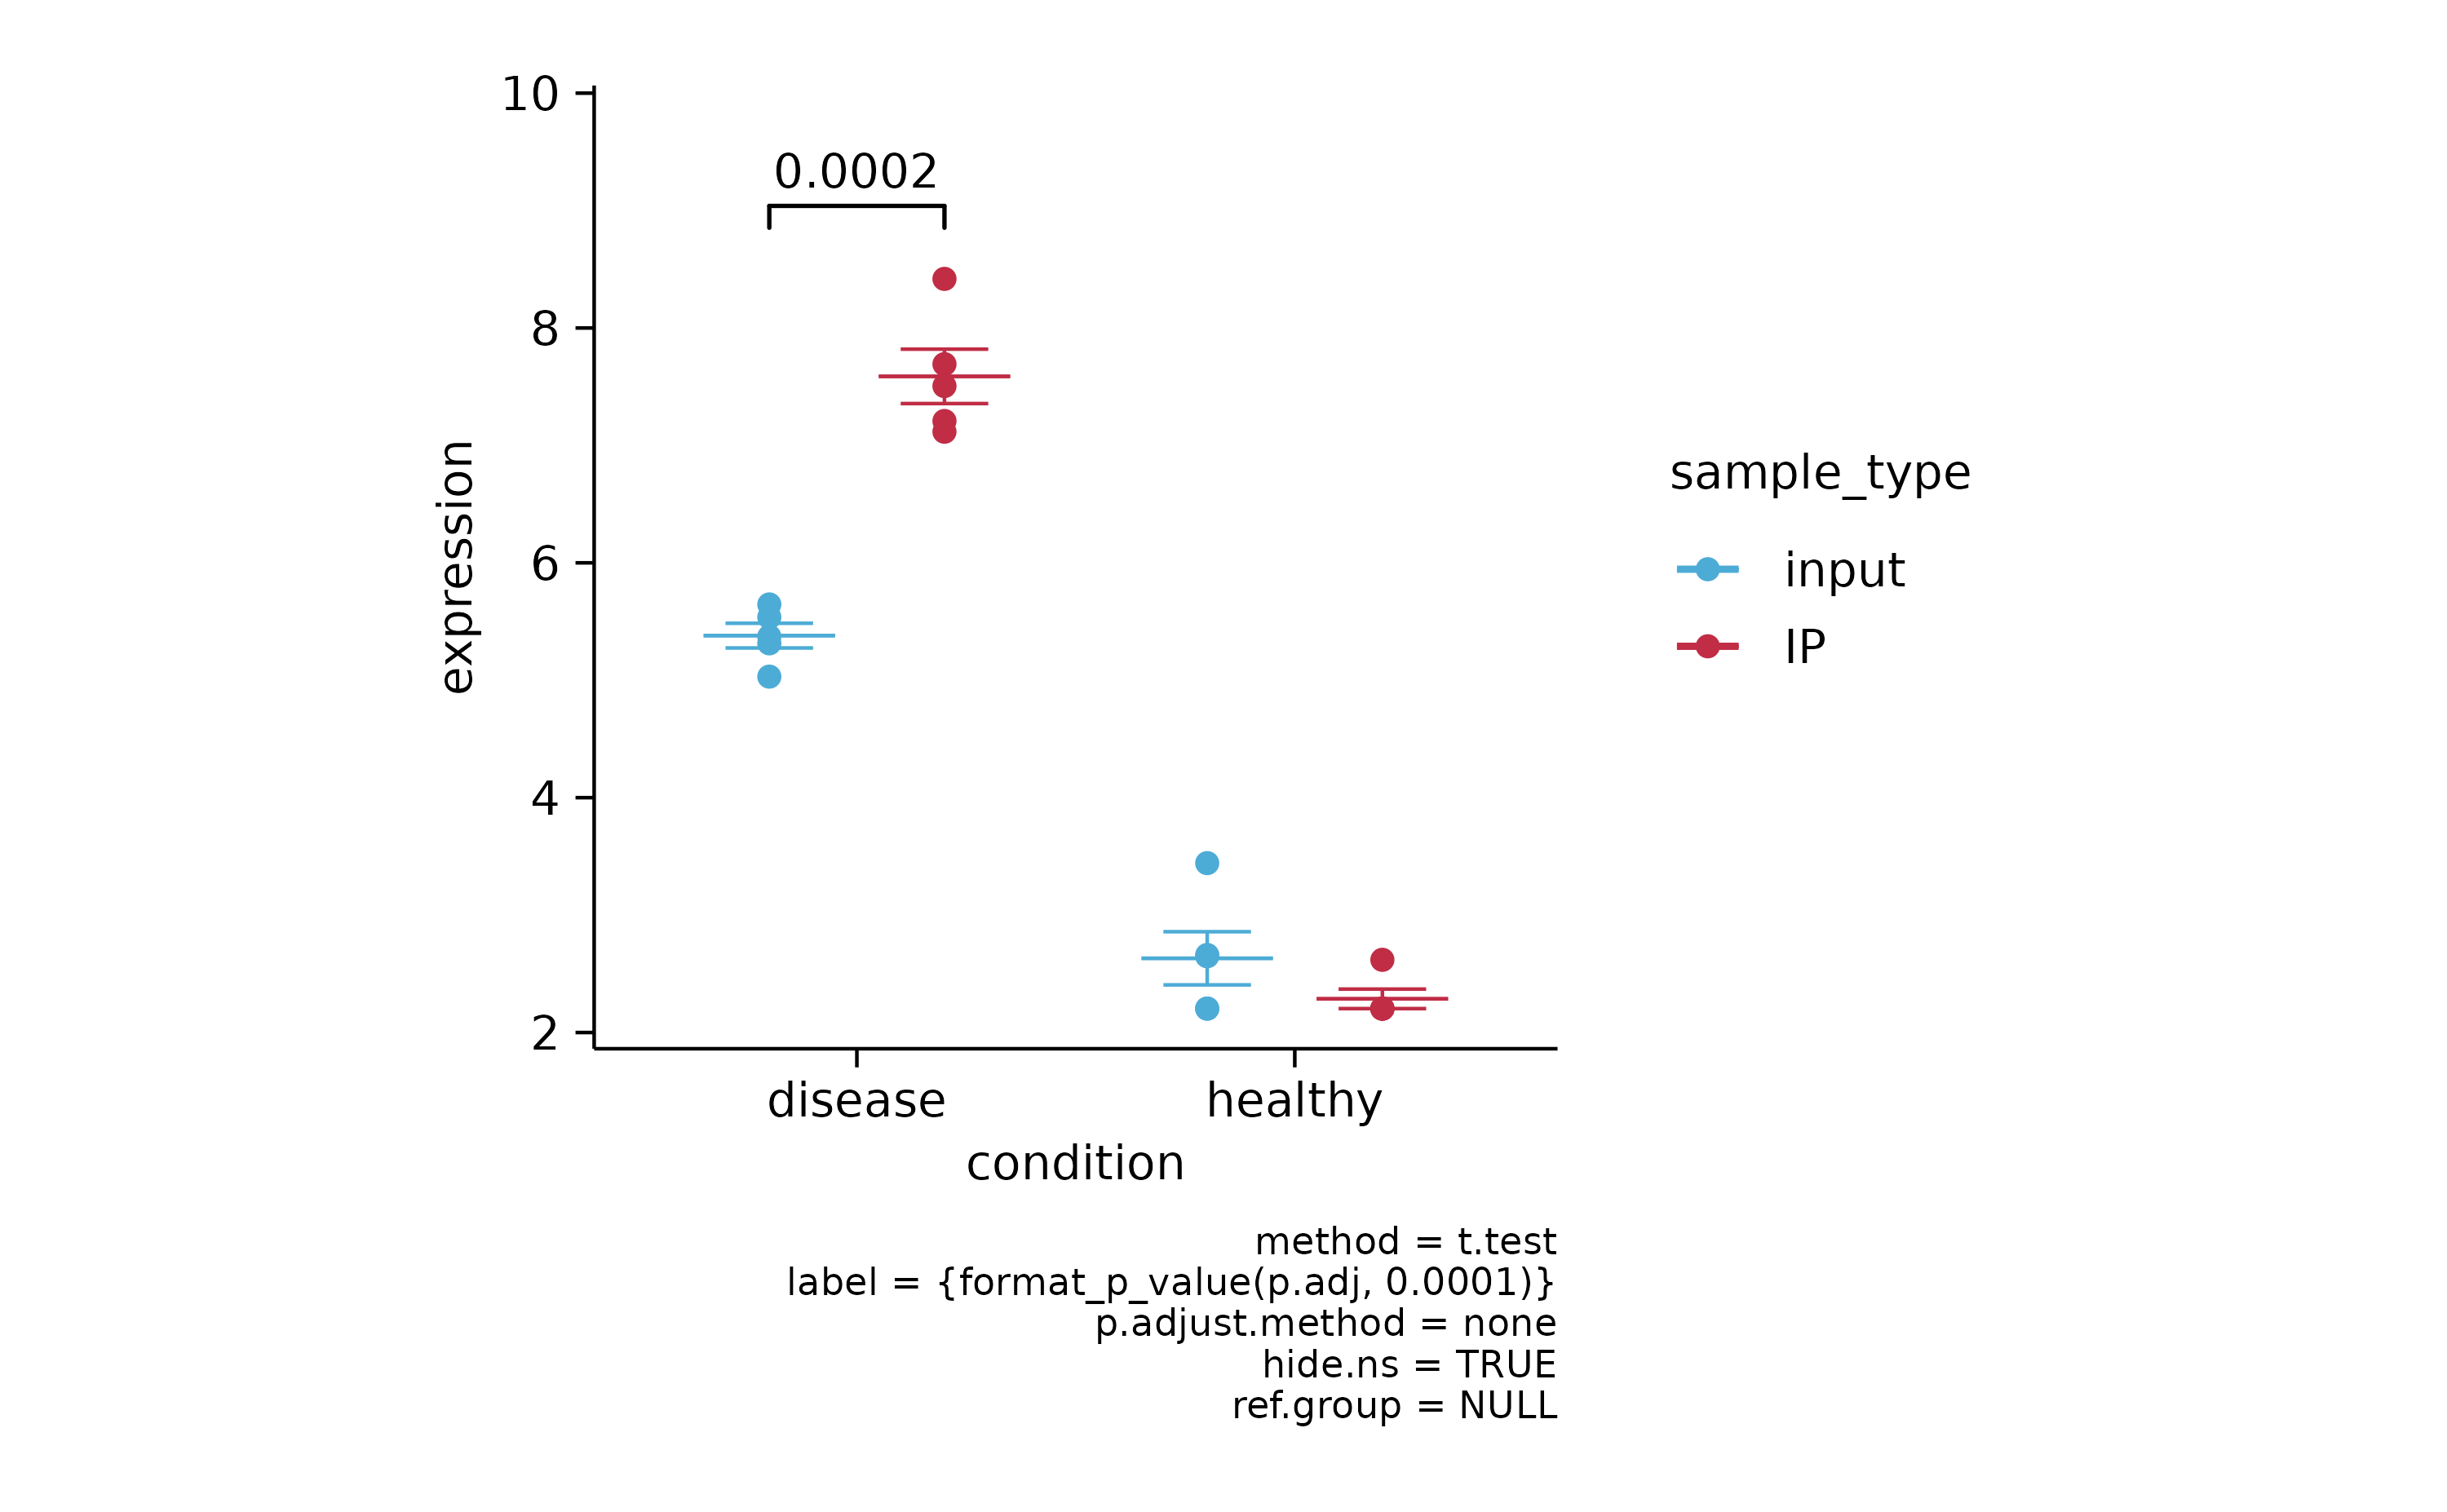 10
0.0002
8
6
4
2
expression
disease
healthy
condition
sample_type
input
IP
method = t.test
label = {format_p_value(p.adj, 0.0001)}
p.adjust.method = none
hide.ns = TRUE
ref.group = NULL